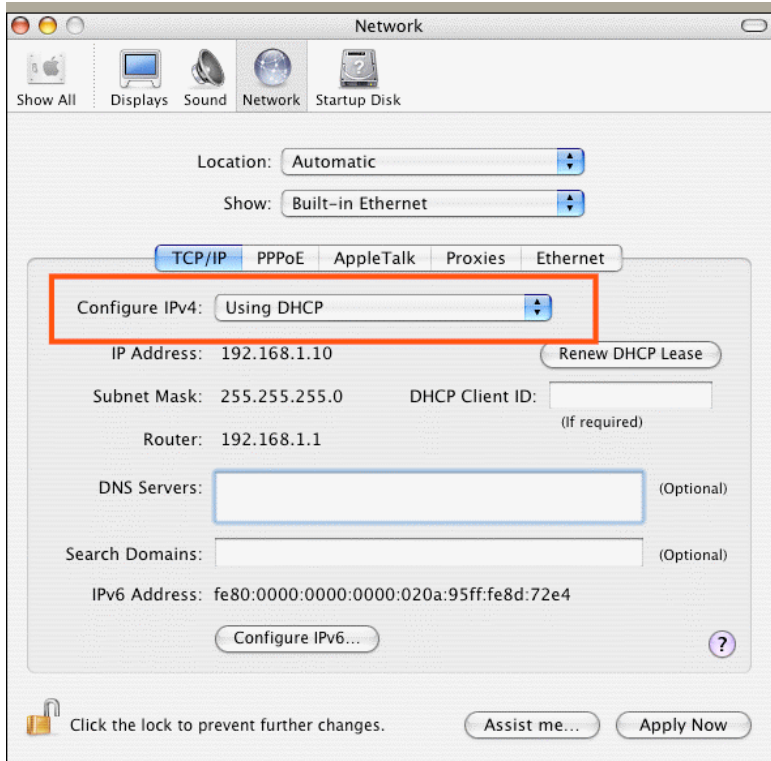 Network
Show All Displays Sound Network Startup Disk
Location: Automatic
Show: Built-in Ethernet
TCP/IP PPPoE AppleTalk Proxies Ethernet
Configure IPv4: Using DHCP
IP Address: 192.168.1.10 Renew DHCP Lease
Subnet Mask: 255.255.255.0 DHCP Client ID:
(If required)
Router: 192.168.1.1
DNS Servers: (Optional)
Search Domains: (Optional)
IPv6 Address: fe80:0000:0000:0000:020a:95ff:fe8d:72e4
Configure IPv6...
?
Click the lock to prevent further changes. Assist me... Apply Now